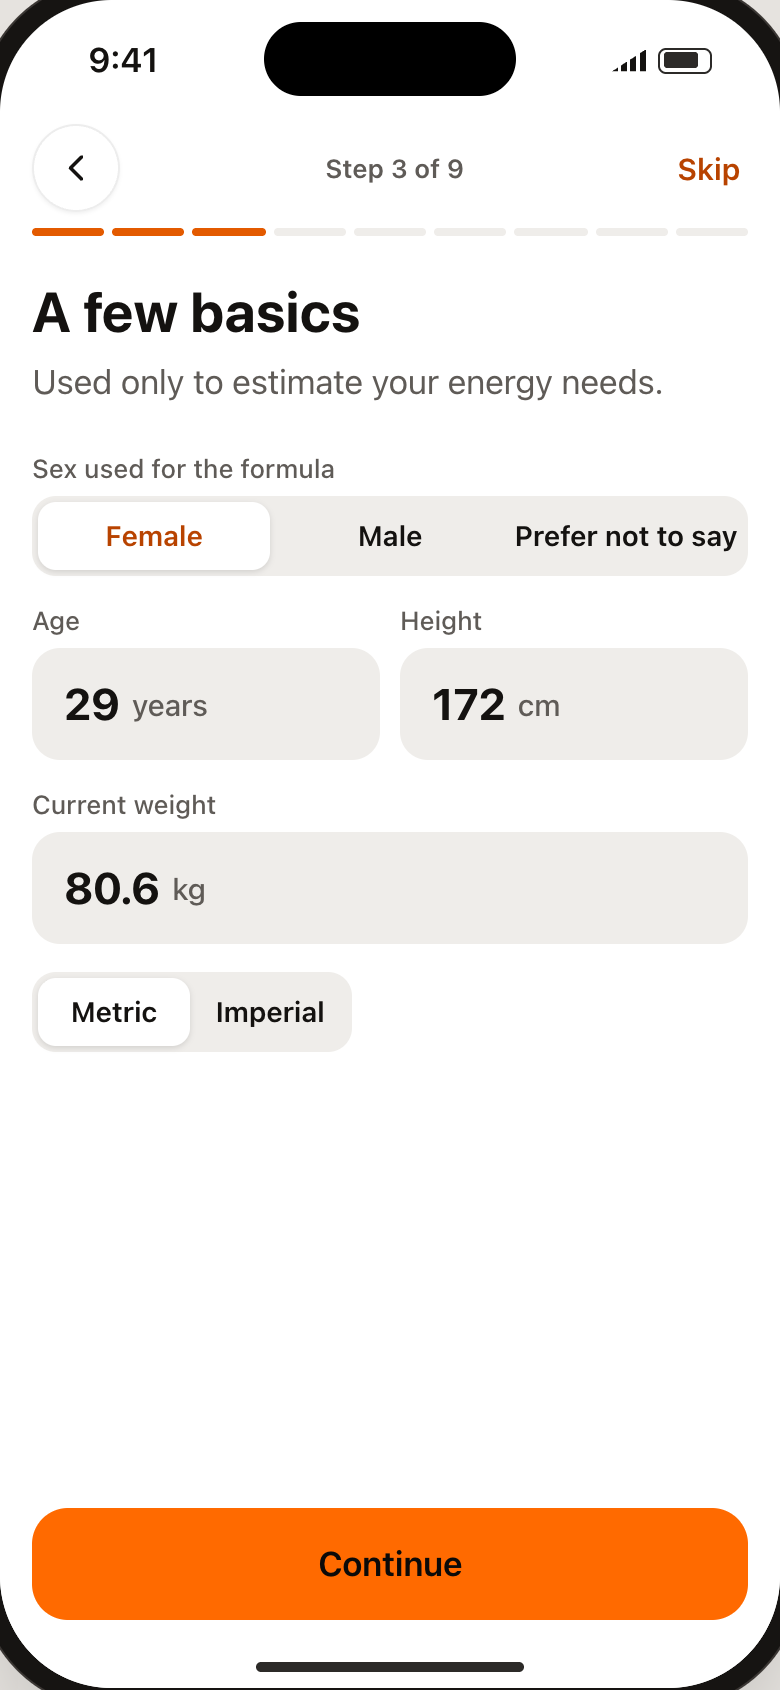 9:41
Step 3 of 9
Skip
A few basics
Used only to estimate your energy needs.
Sex used for the formula
Female Male Prefer not to say
Age Height
29 years 172 cm
Current weight
80.6 kg
Metric Imperial
Continue